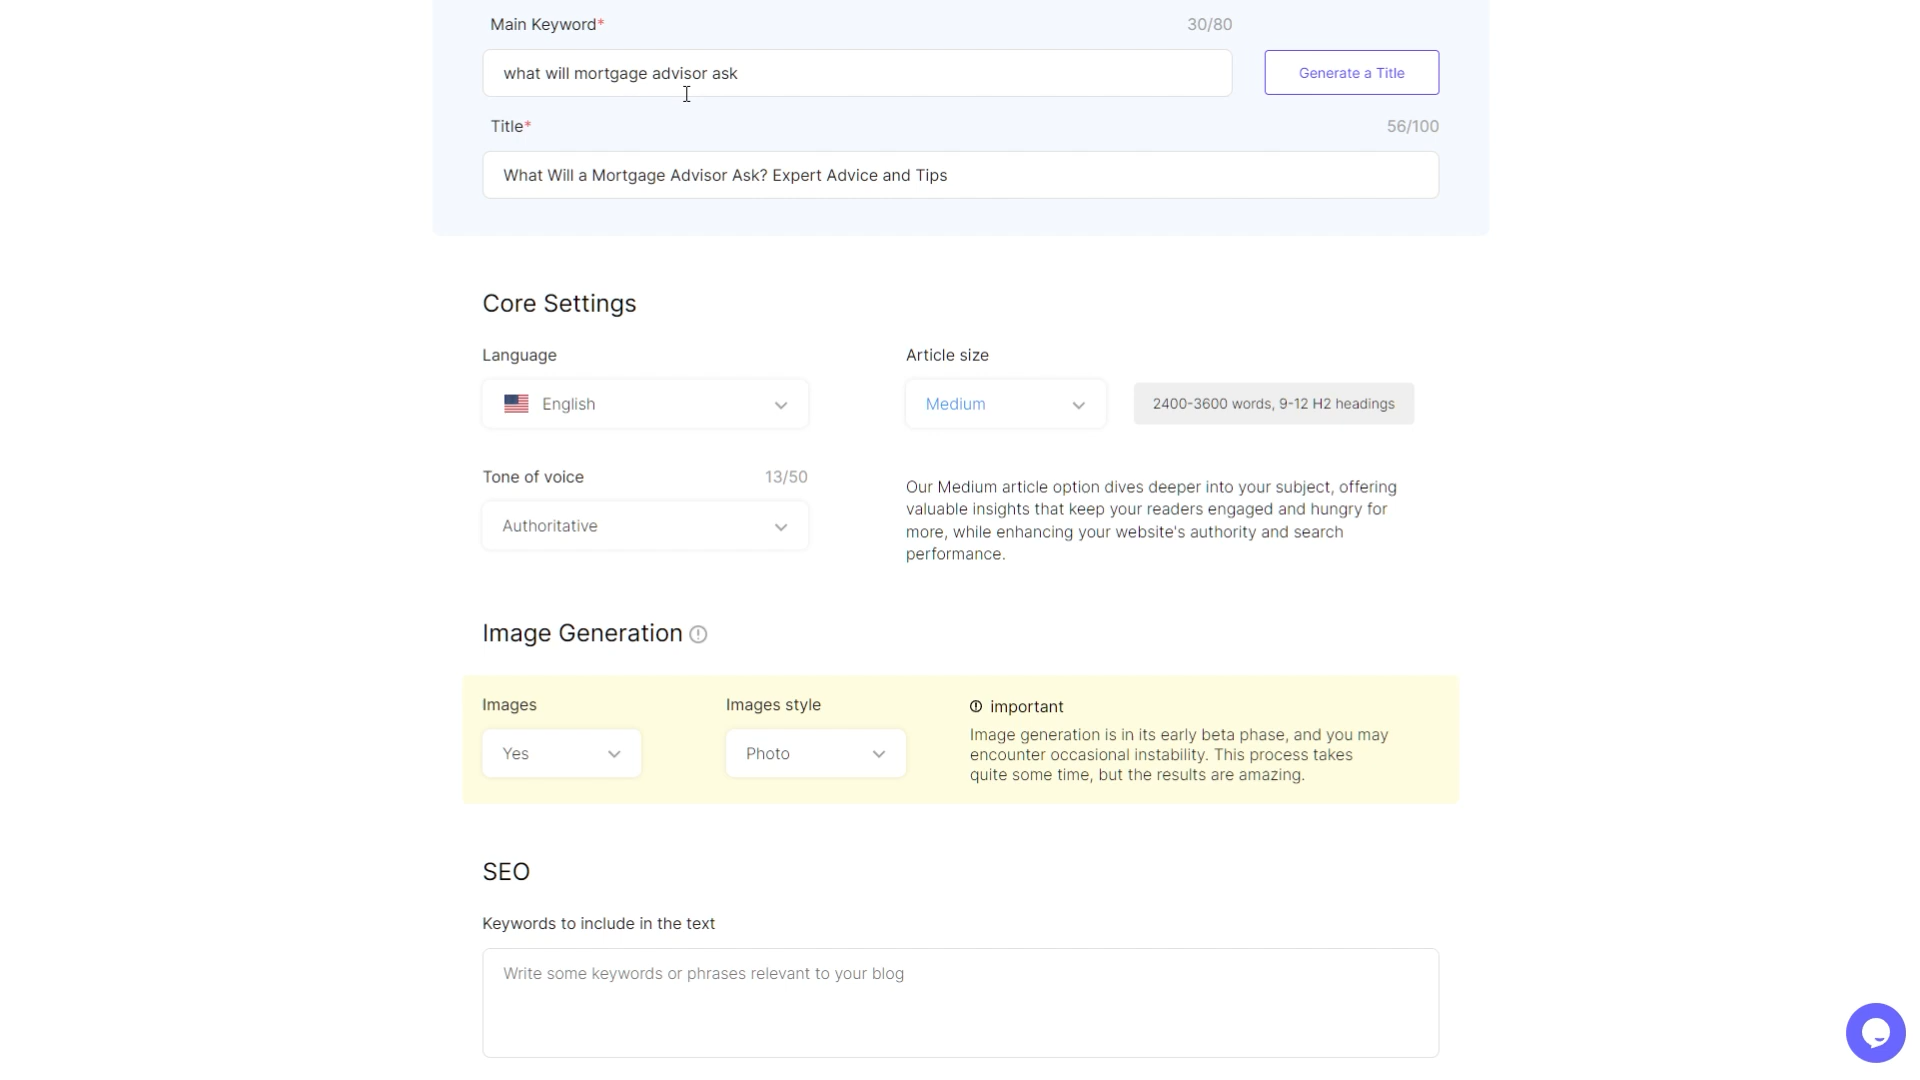 Main Keyword*
30/80
what will mortgage advisor ask
Generate a Title
Title*
56/100
What Will a Mortgage Advisor Ask? Expert Advice and Tips
Core Settings
Language
Article size
English
Medium
2400-3600 words, 9-12 H2 headings
Tone of voice
13/50
Authoritative
Our Medium article option dives deeper into your subject, offering
valuable insights that keep your readers engaged and hungry for
more, while enhancing your website's authority and search
performance.
Image Generation
Images
Images style
important
Yes
Photo
Image generation is in its early beta phase, and you may
encounter occasional instability. This process takes
quite some time, but the results are amazing.
SEO
Keywords to include in the text
Write some keywords or phrases relevant to your blog